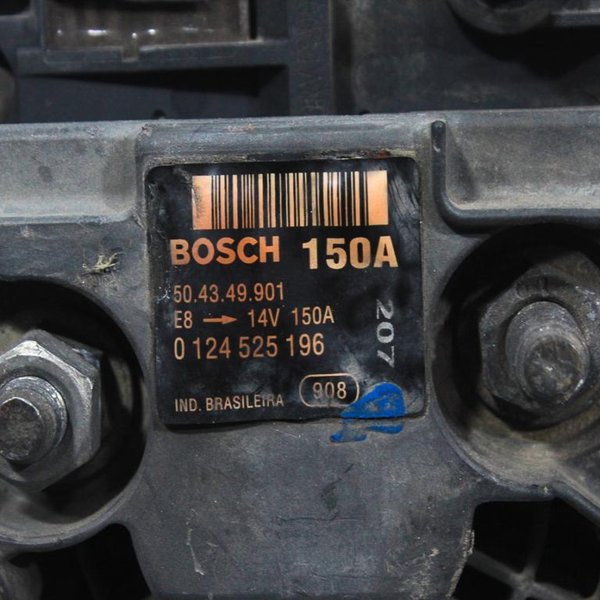 BOSCH 150A
50.43.49.901
E8 → 14V 150A
0 124 525 196
207
IND. BRASILEIRA 908